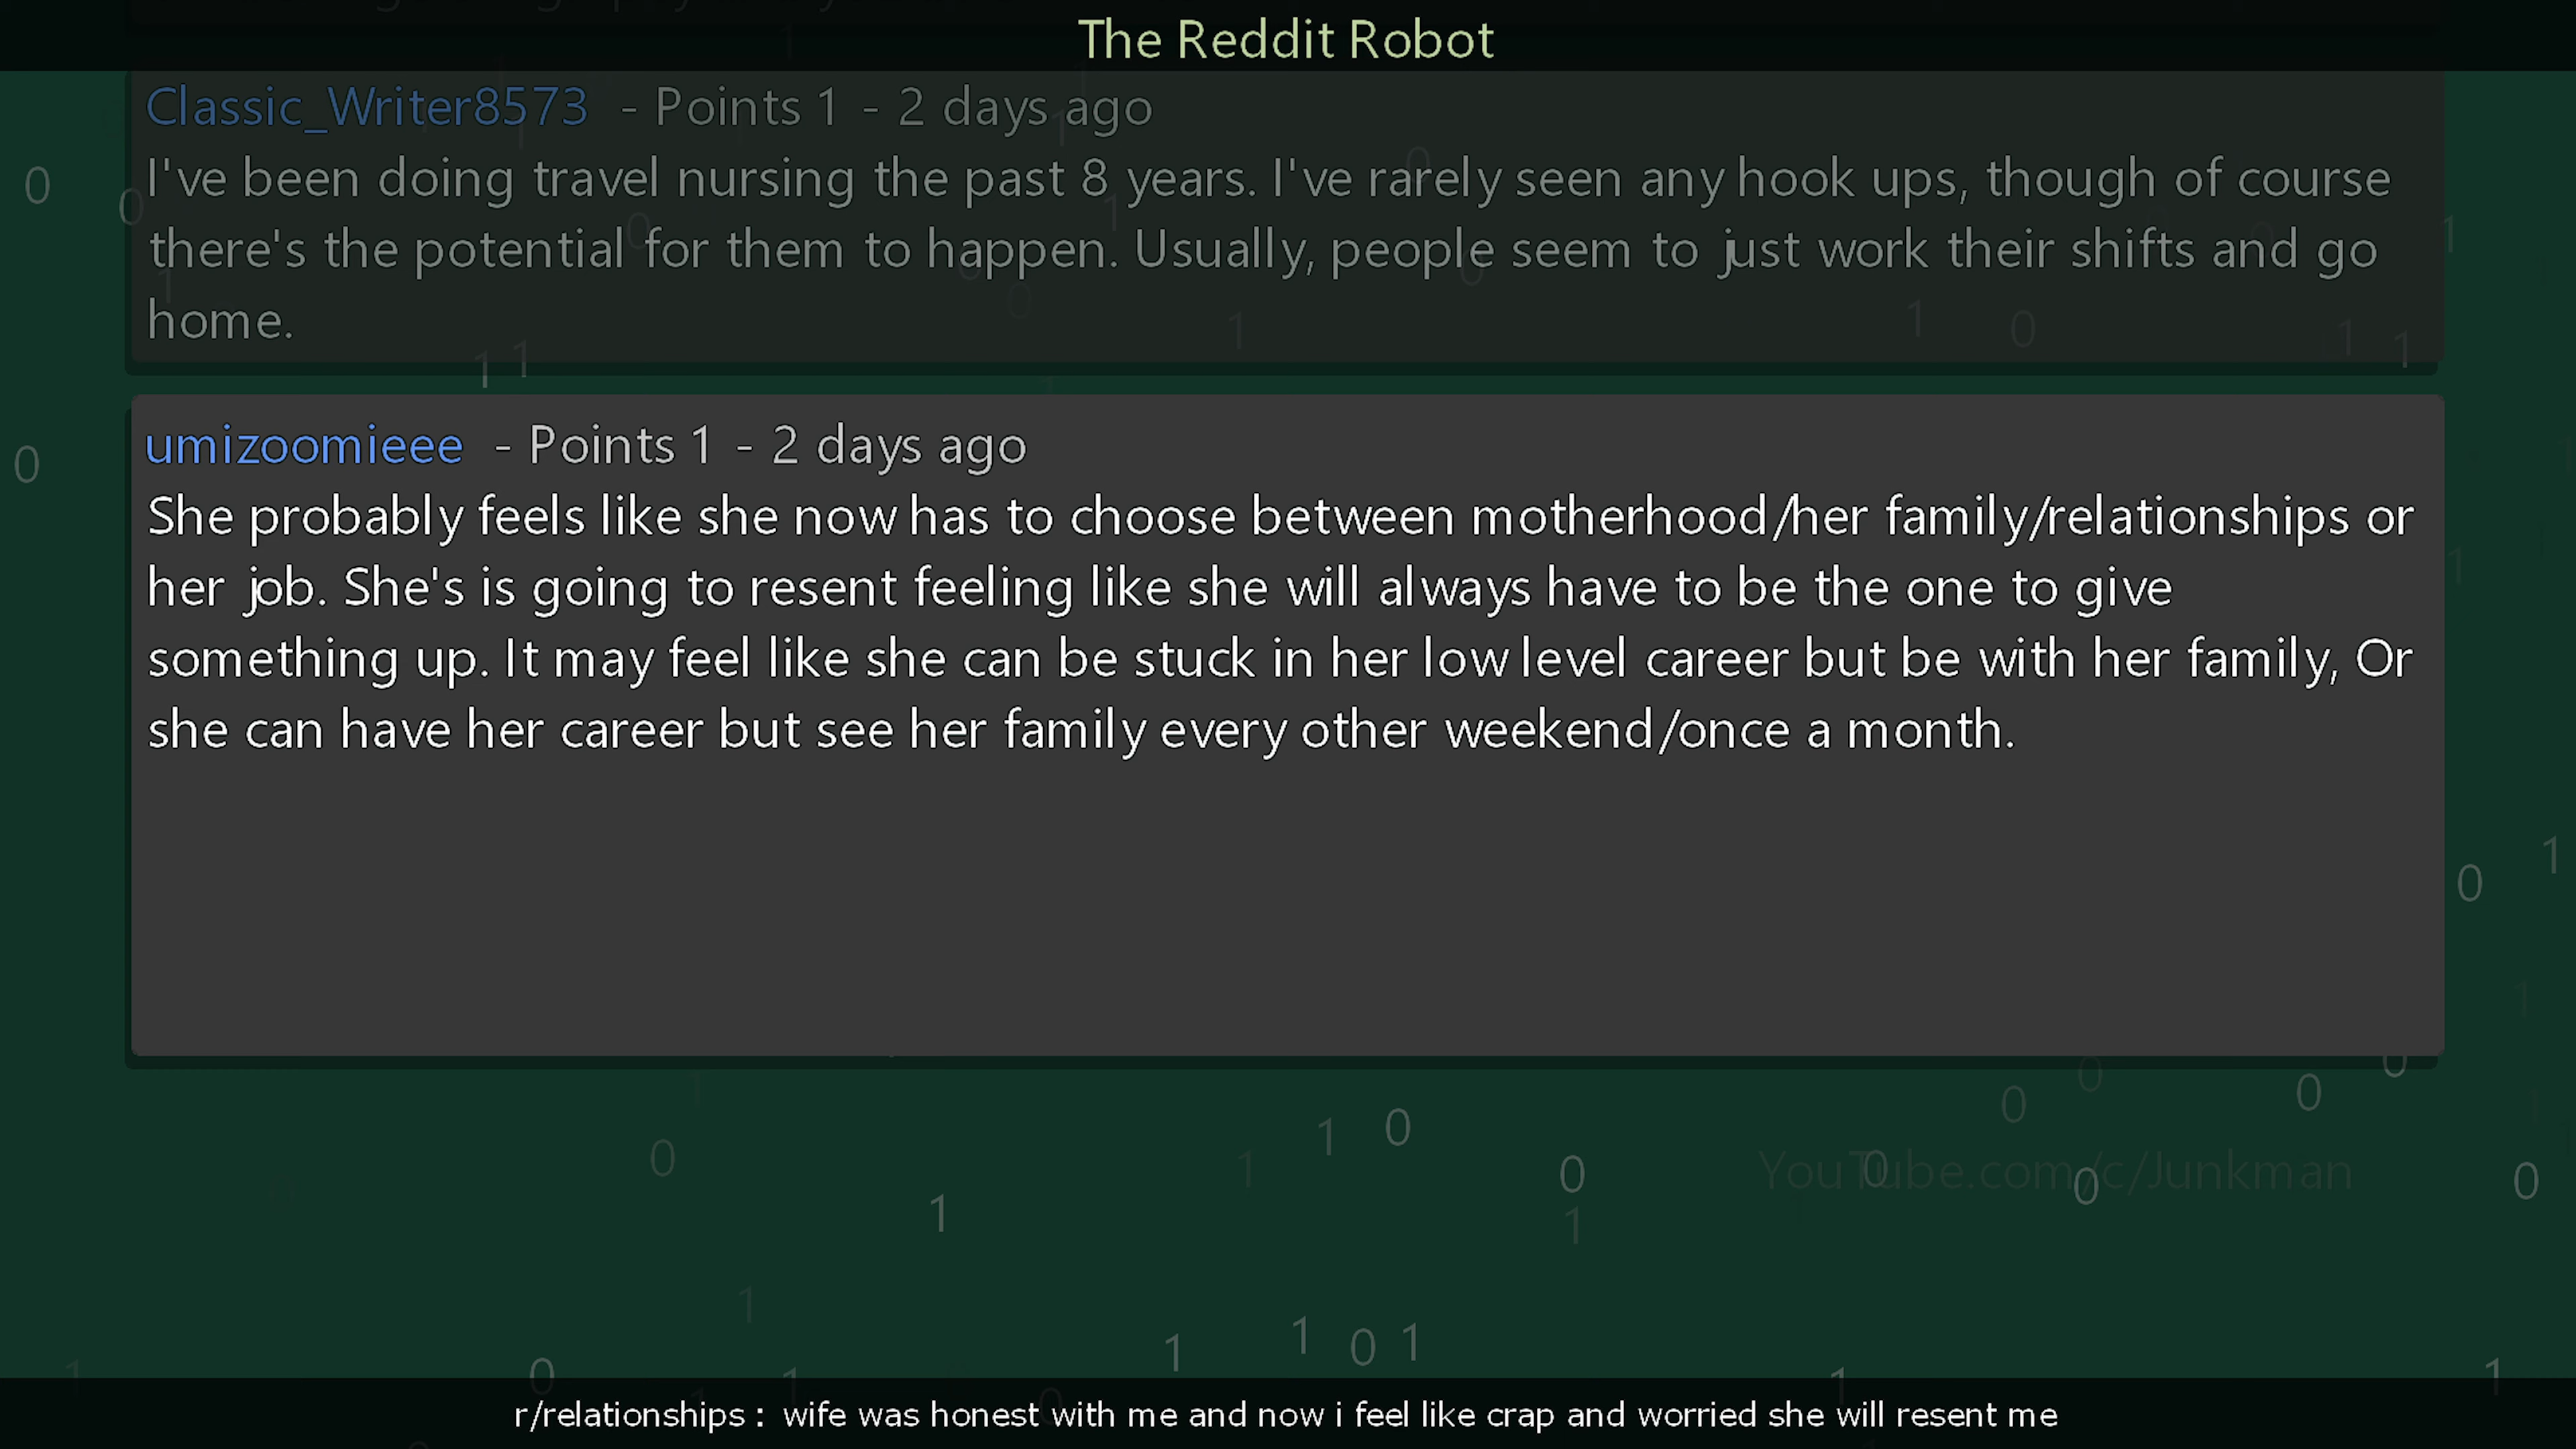 The Reddit Robot
Classic_Writer8573 - Points 1 - 2 days ago
I've been doing travel nursing the past 8 years. I've rarely seen any hook ups, though of course
there's the potential for them to happen. Usually, people seem to just work their shifts and go
home.
umizoomieee - Points 1 - 2 days ago
She probably feels like she now has to choose between motherhood/her family/relationships or
her job. She's is going to resent feeling like she will always have to be the one to give
something up. It may feel like she can be stuck in her low level career but be with her family, Or
she can have her career but see her family every other weekend/once a month.
YouTube.com/c/Junkman
r/relationships : wife was honest with me and now i feel like crap and worried she will resent me